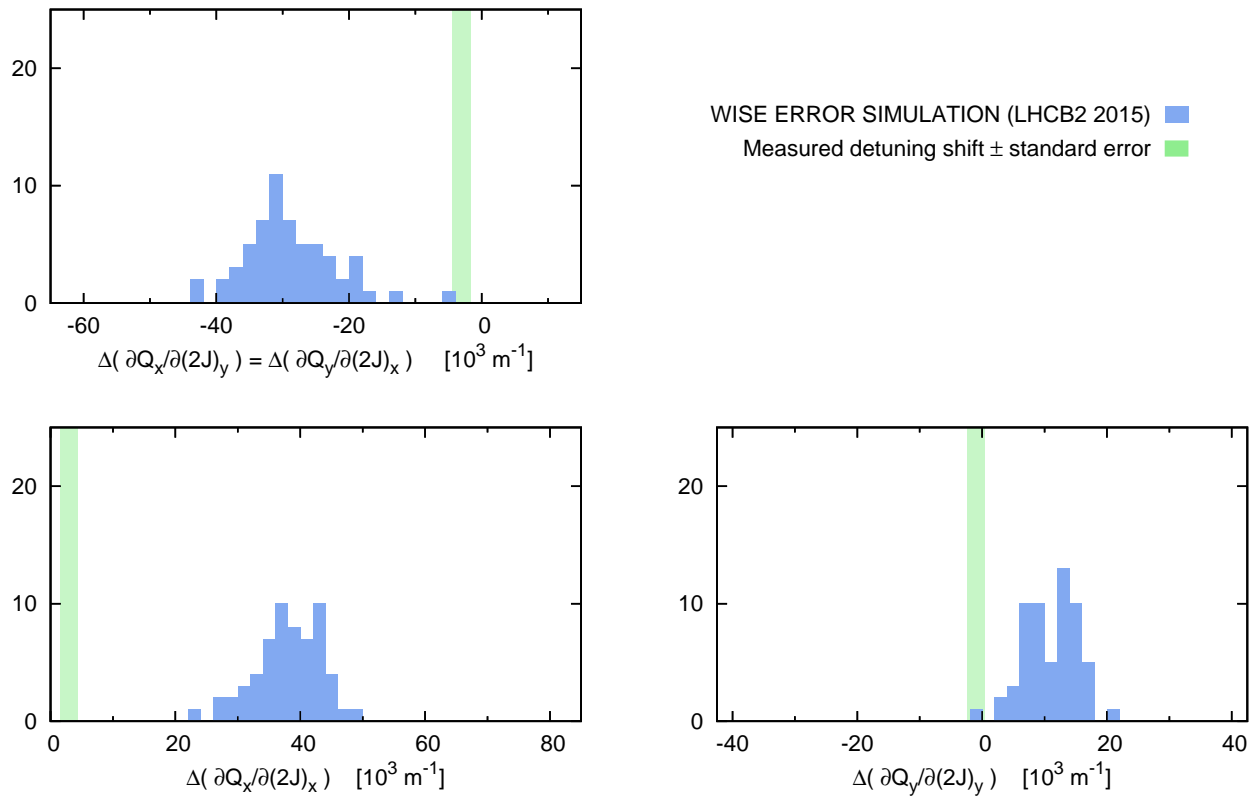 20
10
0
-60 -40 -20 0
Δ( ∂Qx/∂(2J)y ) = Δ( ∂Qy/∂(2J)x ) [10³ m⁻¹]
WISE ERROR SIMULATION (LHCB2 2015)
Measured detuning shift ± standard error
20
10
0
0 20 40 60 80
Δ( ∂Qx/∂(2J)x ) [10³ m⁻¹]
20
10
0
-40 -20 0 20 40
Δ( ∂Qy/∂(2J)y ) [10³ m⁻¹]